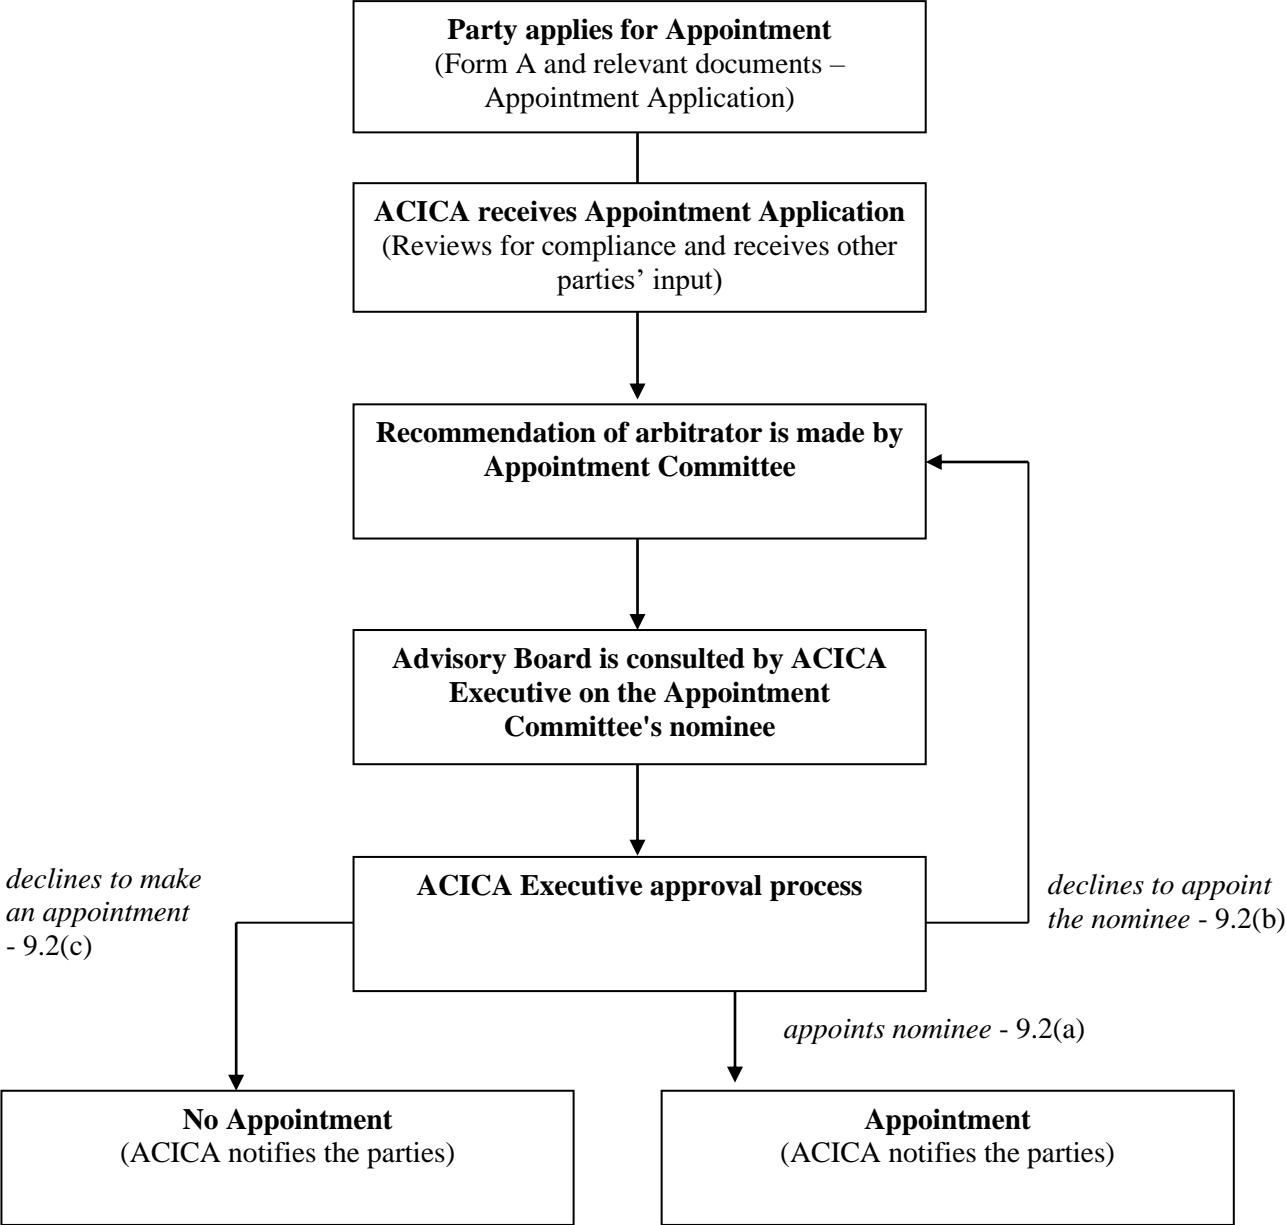 Party applies for Appointment
(Form A and relevant documents –
Appointment Application)
ACICA receives Appointment Application
(Reviews for compliance and receives other
parties’ input)
Recommendation of arbitrator is made by
Appointment Committee
Advisory Board is consulted by ACICA
Executive on the Appointment
Committee's nominee
ACICA Executive approval process
declines to make
an appointment
- 9.2(c)
declines to appoint
the nominee - 9.2(b)
appoints nominee - 9.2(a)
No Appointment
(ACICA notifies the parties)
Appointment
(ACICA notifies the parties)